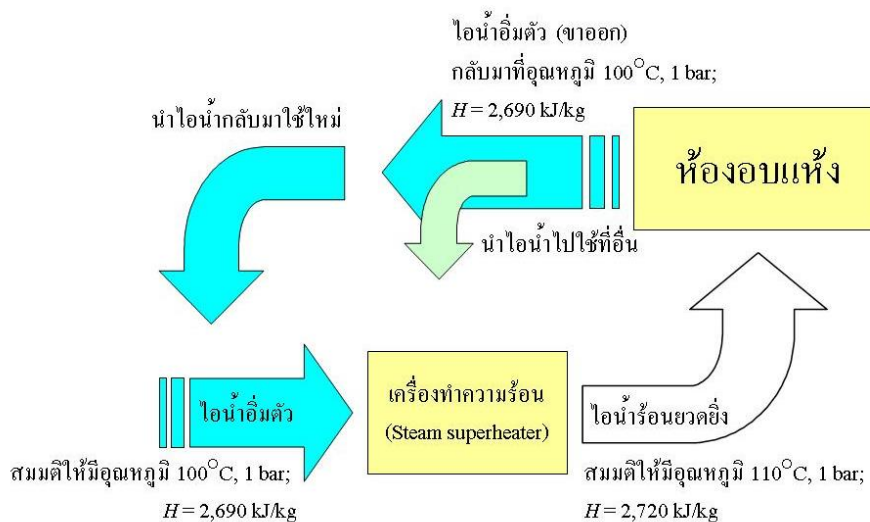 ไอน้ำอิ่มตัว (ขาออก)
กลับมาที่อุณหภูมิ 100°C, 1 bar;
H = 2,690 kJ/kg
นำไอน้ำกลับมาใช้ใหม่
ห้องอบแห้ง
นำไอน้ำไปใช้ที่อื่น
ไอน้ำอิ่มตัว
เครื่องทำความร้อน
(Steam superheater)
ไอน้ำร้อนยวดยิ่ง
สมมติให้มีอุณหภูมิ 100°C, 1 bar;
H = 2,690 kJ/kg
สมมติให้มีอุณหภูมิ 110°C, 1 bar;
H = 2,720 kJ/kg